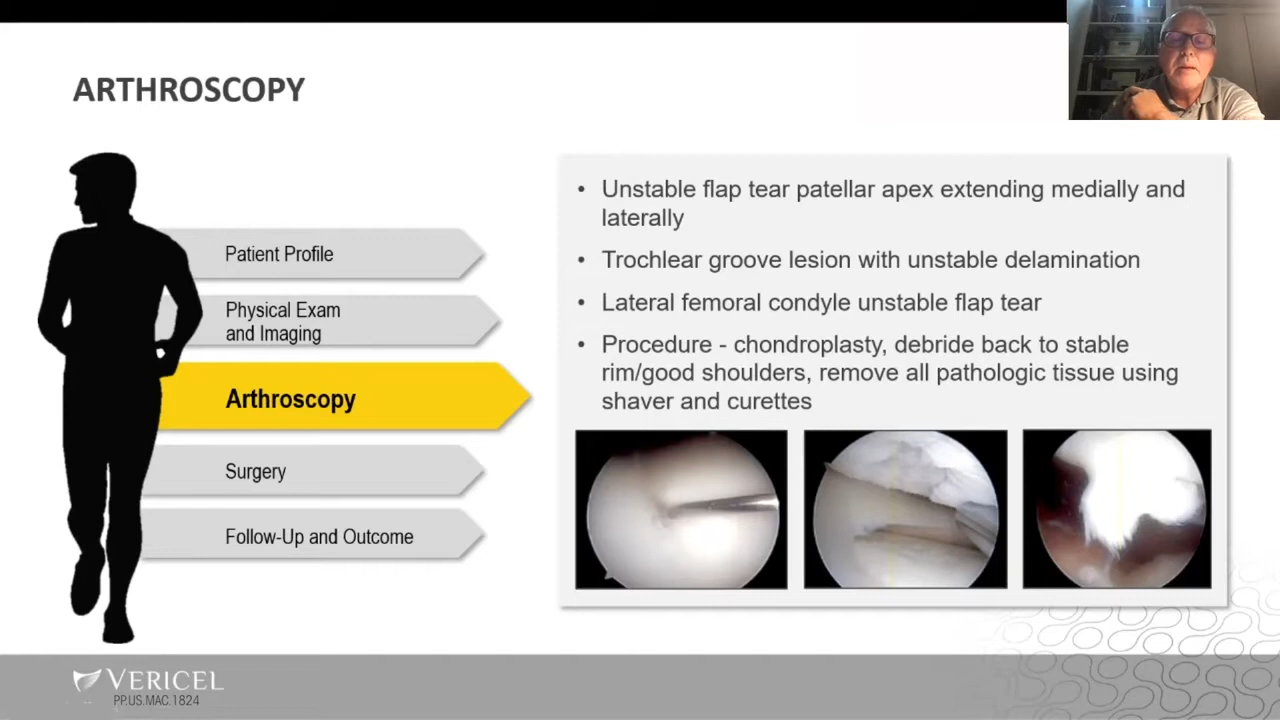 ARTHROSCOPY
Patient Profile
Physical Exam
and Imaging
Arthroscopy
Surgery
Follow-Up and Outcome
• Unstable flap tear patellar apex extending medially and
laterally
• Trochlear groove lesion with unstable delamination
• Lateral femoral condyle unstable flap tear
• Procedure - chondroplasty, debride back to stable
rim/good shoulders, remove all pathologic tissue using
shaver and curettes
VERICEL
PP.US.MAC.1824